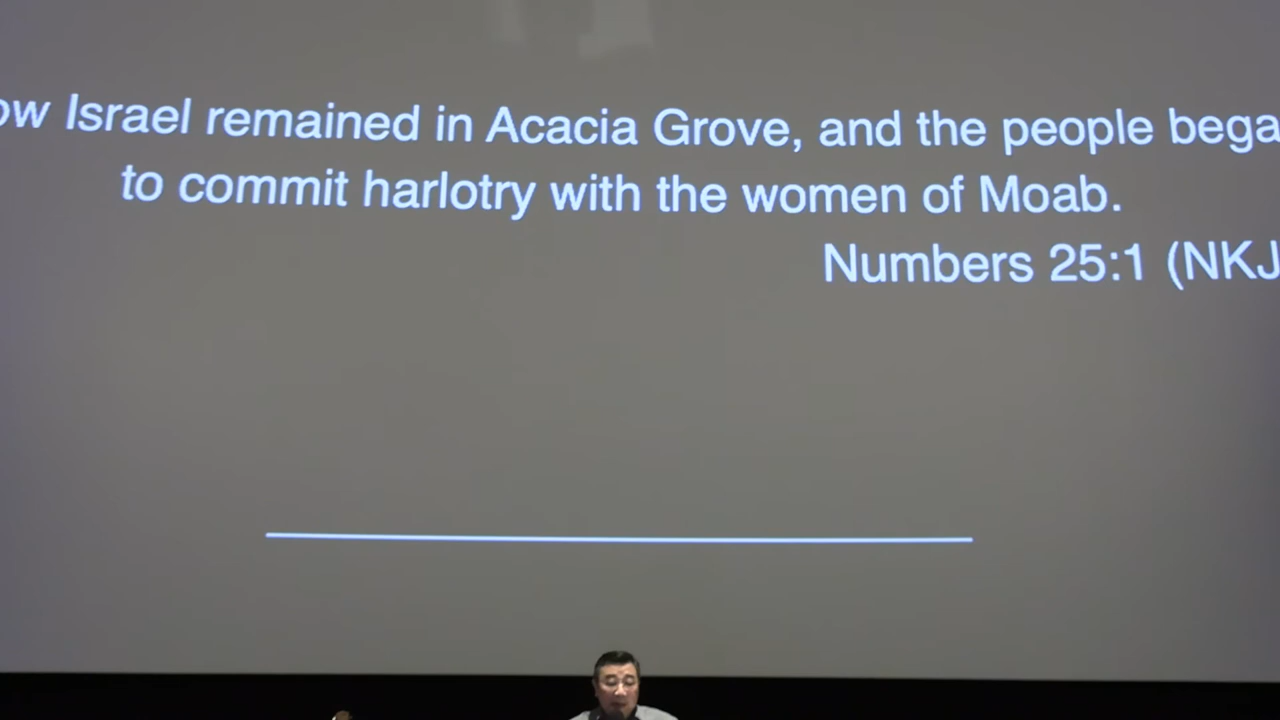 ow Israel remained in Acacia Grove, and the people bega
to commit harlotry with the women of Moab.
Numbers 25:1 (NKJ